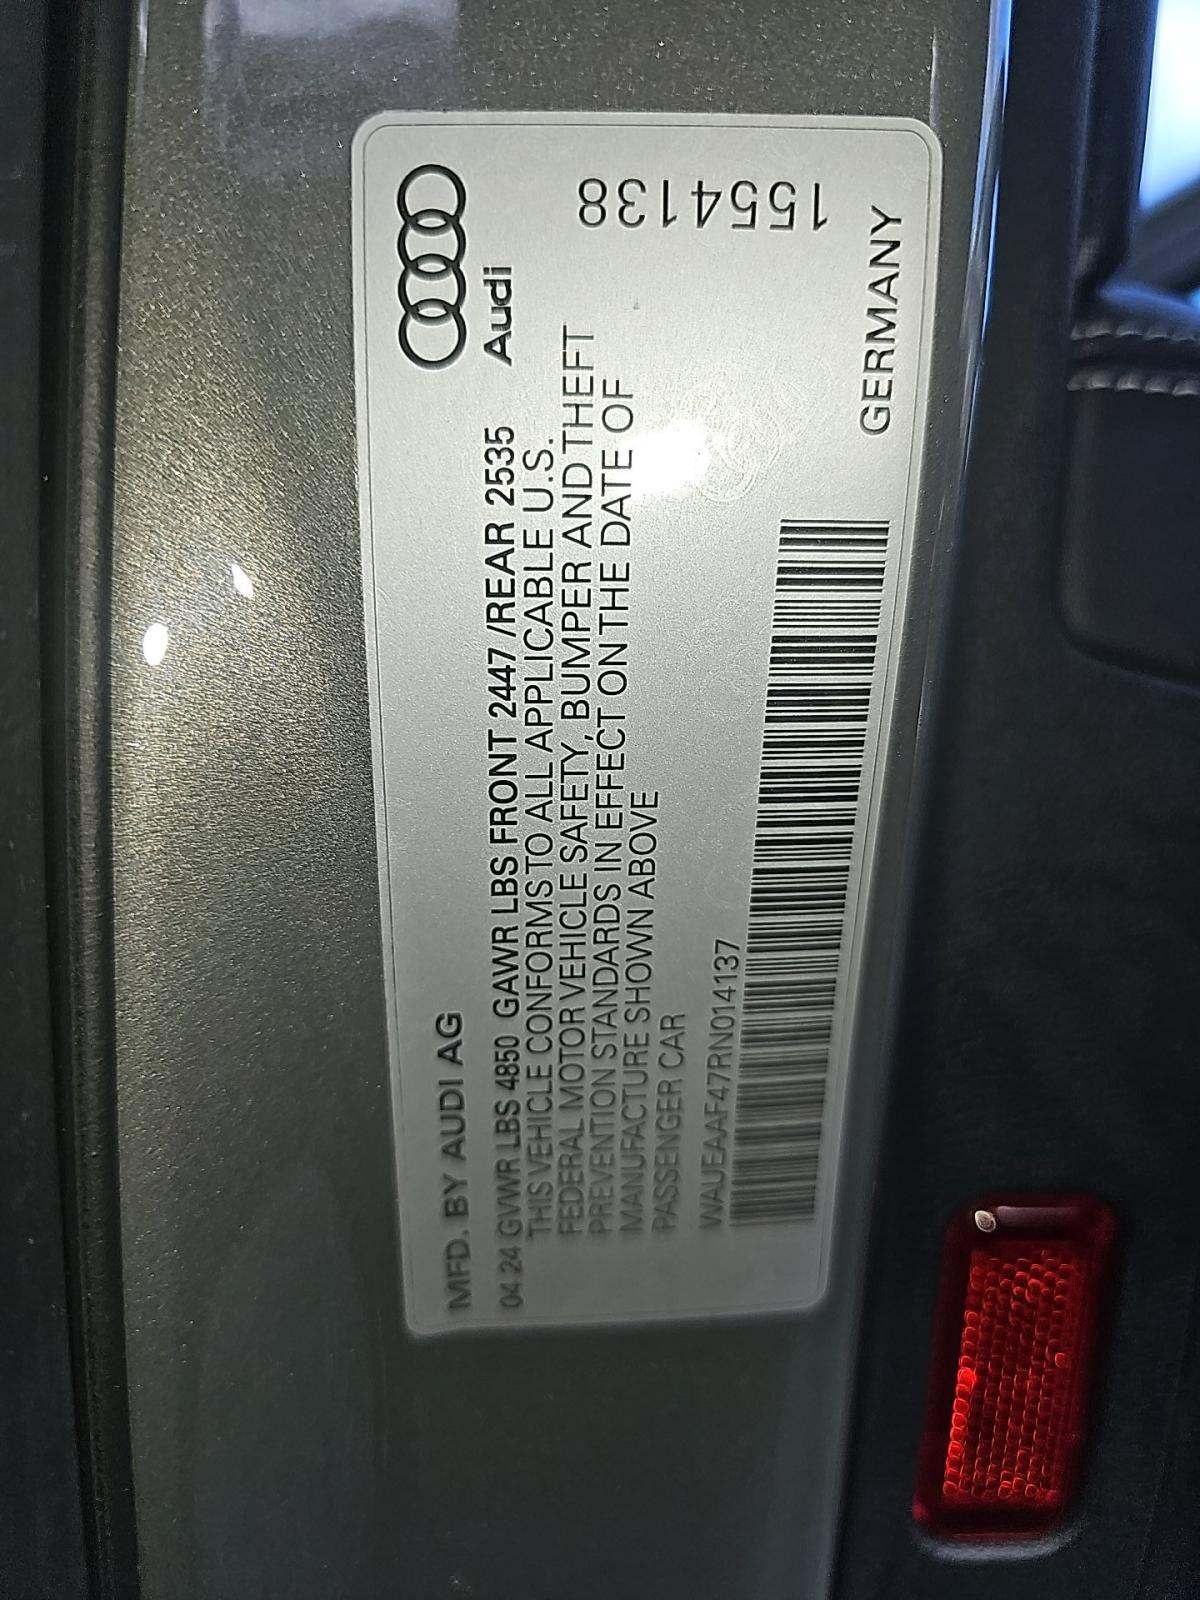 MFD. BY AUDI AG
04.24 GVWR LBS 4850 GAWR LBS FRONT 2447 /REAR 2535
THIS VEHICLE CONFORMS TO ALL APPLICABLE U.S.
FEDERAL MOTOR VEHICLE SAFETY, BUMPER AND THEFT
PREVENTION STANDARDS IN EFFECT ON THE DATE OF
MANUFACTURE SHOWN ABOVE
PASSENGER CAR
WAUEAAF47RN014137
Audi
GERMANY
1554138